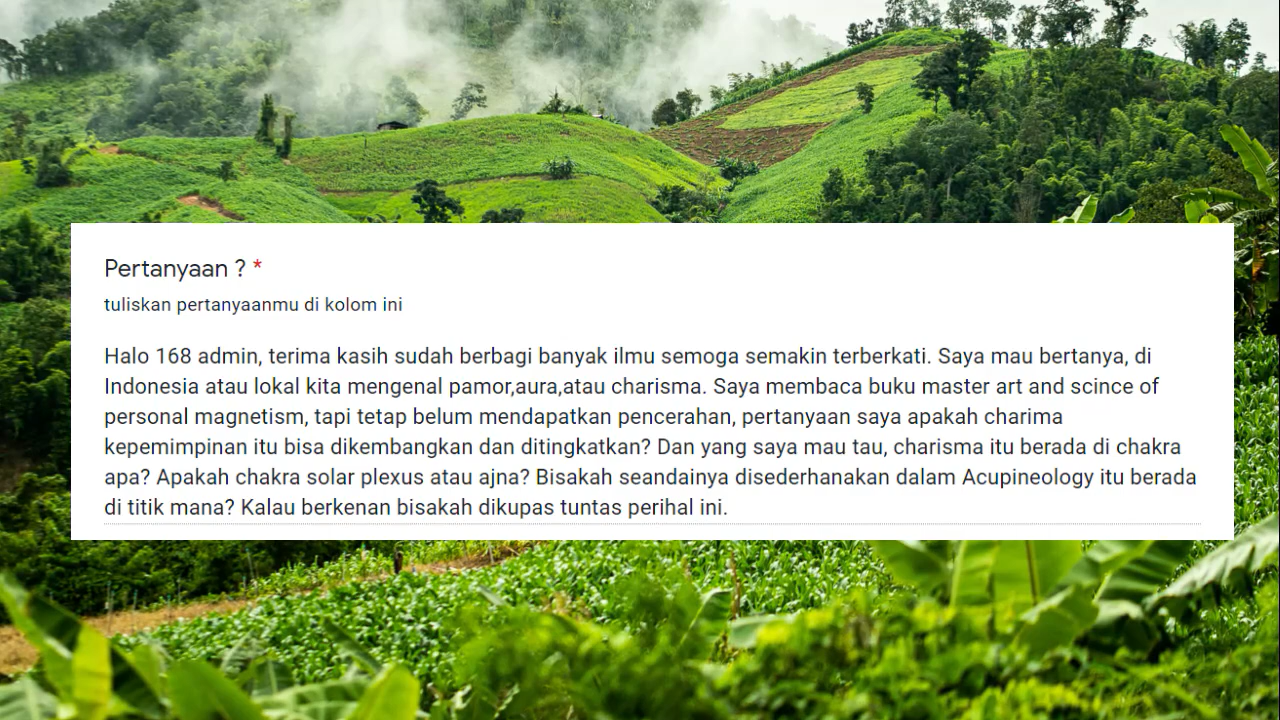 Pertanyaan ? *
tuliskan pertanyaanmu di kolom ini
Halo 168 admin, terima kasih sudah berbagi banyak ilmu semoga semakin terberkati. Saya mau bertanya, di
Indonesia atau lokal kita mengenal pamor,aura,atau charisma. Saya membaca buku master art and scince of
personal magnetism, tapi tetap belum mendapatkan pencerahan, pertanyaan saya apakah charima
kepemimpinan itu bisa dikembangkan dan ditingkatkan? Dan yang saya mau tau, charisma itu berada di chakra
apa? Apakah chakra solar plexus atau ajna? Bisakah seandainya disederhanakan dalam Acupineology itu berada
di titik mana? Kalau berkenan bisakah dikupas tuntas perihal ini.